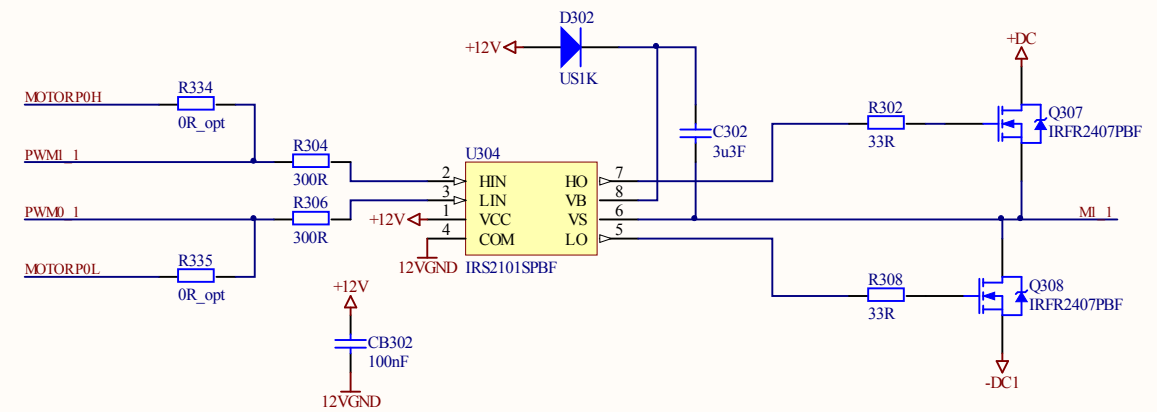 D302
+12V
US1K
+DC
MOTORP0H
R334
0R_opt
C302
3u3F
R302
33R
Q307
IRFR2407PBF
PWM1_1
R304
300R
U304
2
HIN
HO
7
3
LIN
VB
8
+12V
1
VCC
VS
6
4
COM
LO
5
12VGND
IRS2101SPBF
PWM0_1
R306
300R
M1_1
MOTORP0L
R335
0R_opt
R308
33R
Q308
IRFR2407PBF
+12V
CB302
100nF
12VGND
-DC1